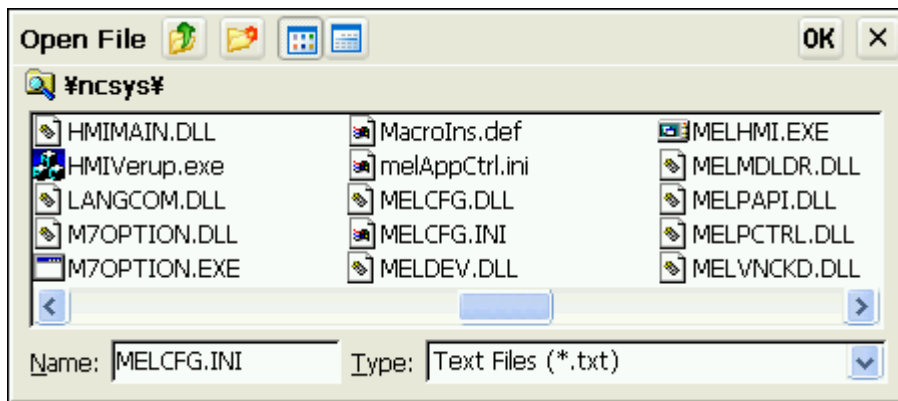 Open File OK
¥ncsys¥
HMIMAIN.DLL MacroIns.def MELHMI.EXE
HMIVerup.exe melAppCtrl.ini MELMDLDR.DLL
LANGCOM.DLL MELCFG.DLL MELPAPI.DLL
M7OPTION.DLL MELCFG.INI MELPCTRL.DLL
M7OPTION.EXE MELDEV.DLL MELVNCKD.DLL
Name: MELCFG.INI Type: Text Files (*.txt)